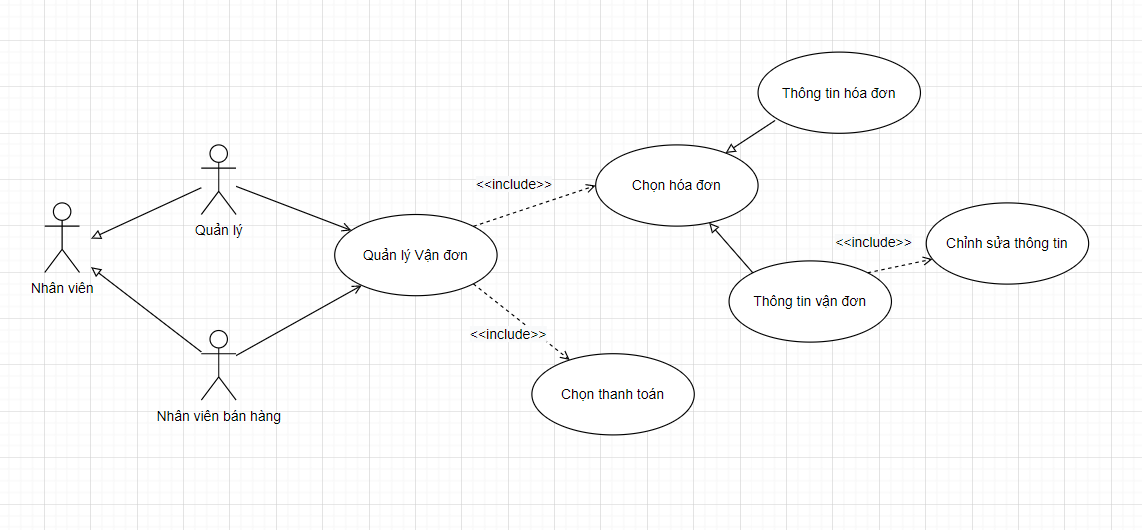 Thông tin hóa đơn
<<include>>
Chọn hóa đơn
Quản lý
Quản lý Vận đơn
<<include>>
Chỉnh sửa thông tin
Nhân viên
Thông tin vận đơn
<<include>>
Chọn thanh toán
Nhân viên bán hàng